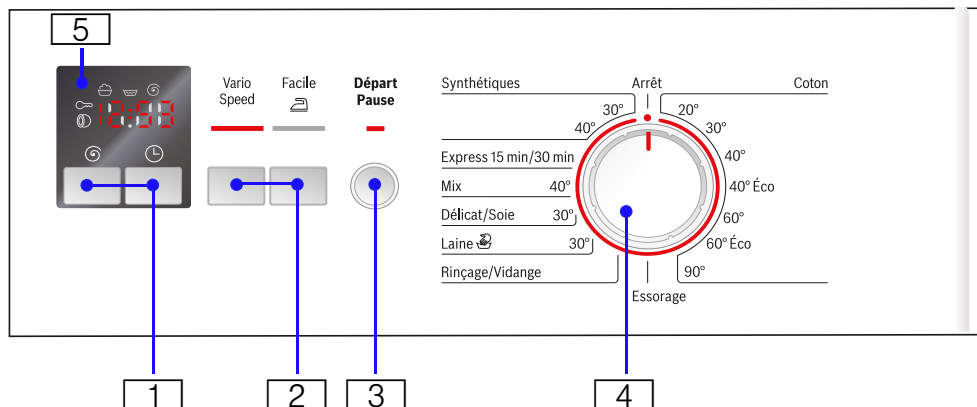 5
Vario
Speed
Facile
Départ
Pause
Synthétiques
Arrêt
Coton
30°
20°
40°
30°
Express 15 min/30 min
40°
Mix
40°
40° Éco
Délicat/Soie
30°
60°
Laine
30°
60° Éco
Rinçage/Vidange
90°
Essorage
1
2
3
4